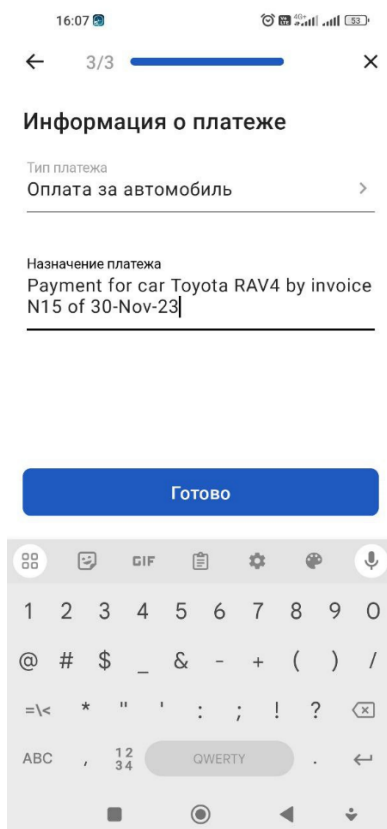 16:07
4G+
53
3/3
Информация о платеже
Тип платежа
Оплата за автомобиль
Назначение платежа
Payment for car Toyota RAV4 by invoice
N15 of 30-Nov-23
Готово
GIF
1 2 3 4 5 6 7 8 9 0
@ # $ _ & - + ( ) /
=\< * " ' : ; ! ?
ABC , 12 34 QWERTY .